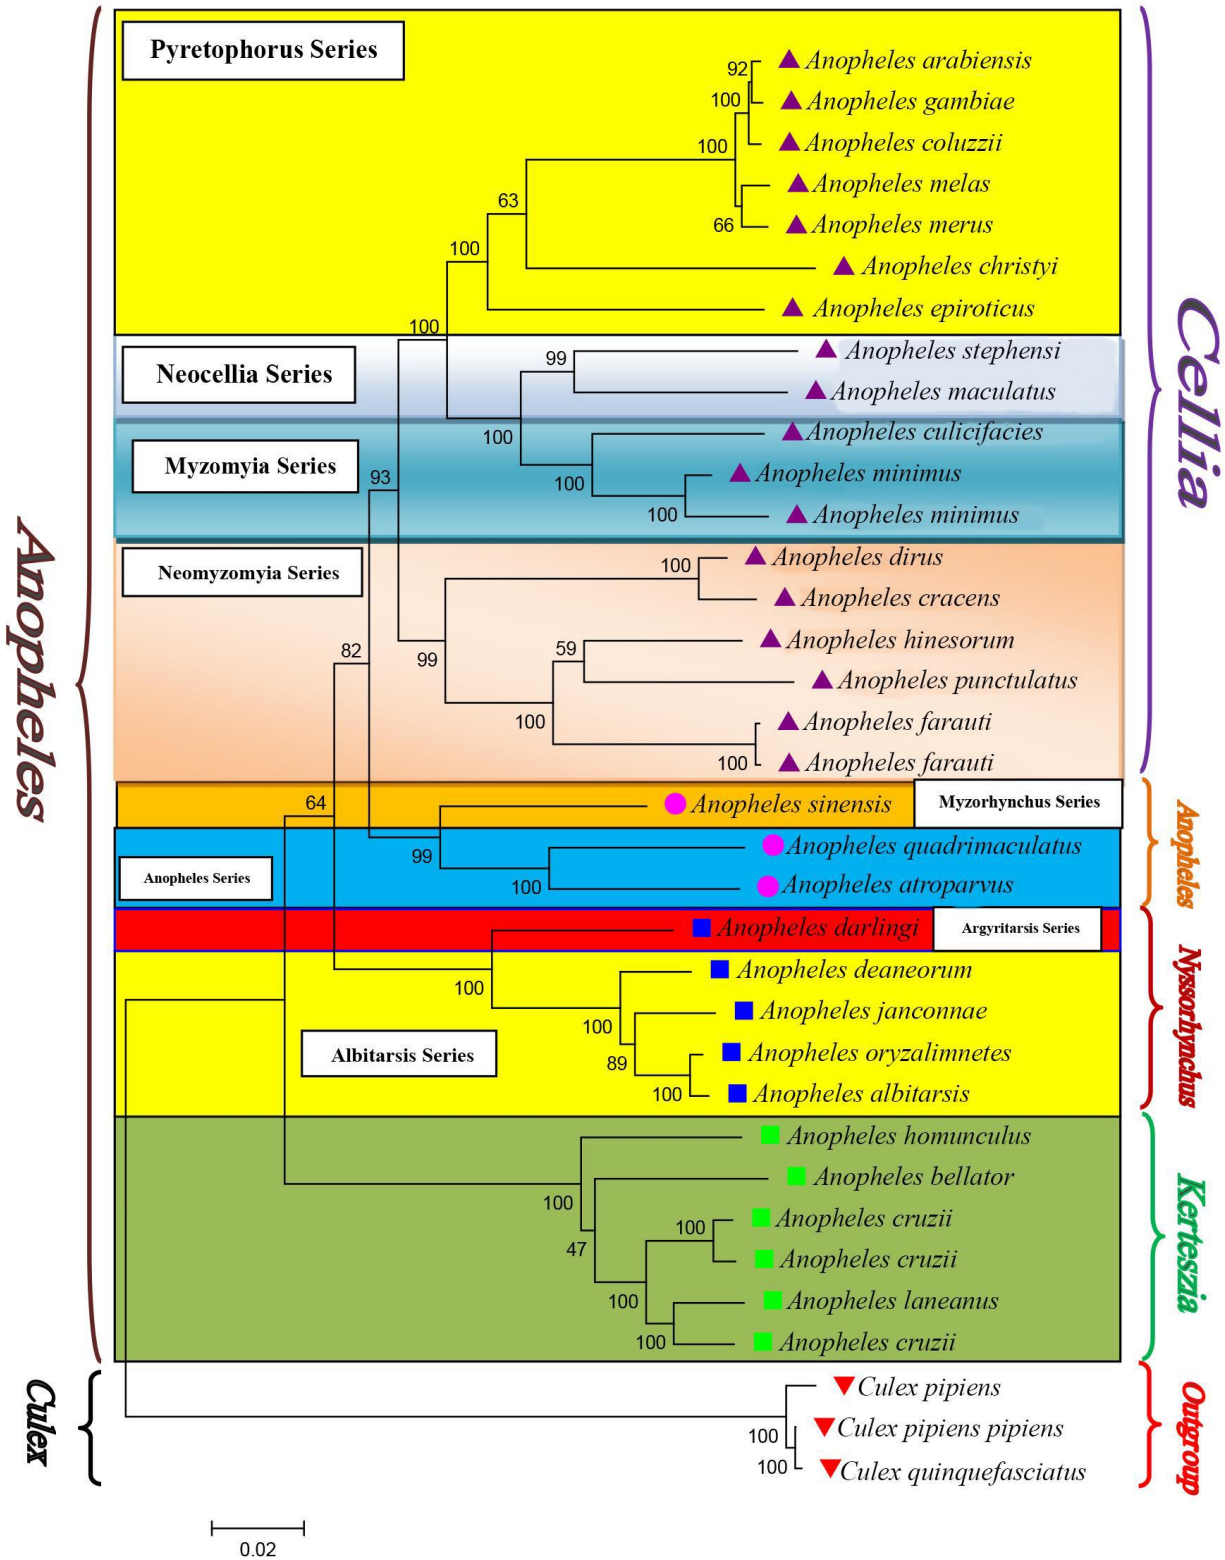 Pyretophorus Series
92
Anopheles arabiensis
100
Anopheles gambiae
100
Anopheles coluzzii
Anopheles melas
63
66
Anopheles merus
100
Anopheles christyi
Anopheles epiroticus
100
Neocellia Series
99
Anopheles stephensi
Anopheles maculatus
100
Anopheles culicifacies
Myzomyia Series
93
100
Anopheles minimus
100
Anopheles minimus
Neomyzomyia Series
100
Anopheles dirus
Anopheles cracens
82
99
59
Anopheles hinesorum
Anopheles punctulatus
100
Anopheles farauti
100
Anopheles farauti
64
Anopheles sinensis
Myzorhynchus Series
99
Anopheles quadrimaculatus
Anopheles Series
100
Anopheles atroparvus
Anopheles darlingi
Argyritarsis Series
100
Anopheles deaneorum
100
Anopheles janconnae
Albitarsis Series
89
Anopheles oryzalimnetes
100
Anopheles albitarsis
Anopheles homunculus
100
Anopheles bellator
47
100
Anopheles cruzii
Anopheles cruzii
100
Anopheles laneanus
100
Anopheles cruzii
Culex pipiens
100
Culex pipiens pipiens
100
Culex quinquefasciatus
0.02
Anopheles
Culex
Cellia
Anopheles
Nyssorhynchus
Kerteszia
Outgroup